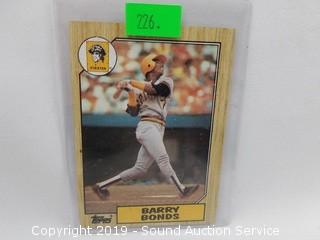 226.
PIRATES
BARRY
BONDS
Topps
Copyright 2019 - Sound Auction Service